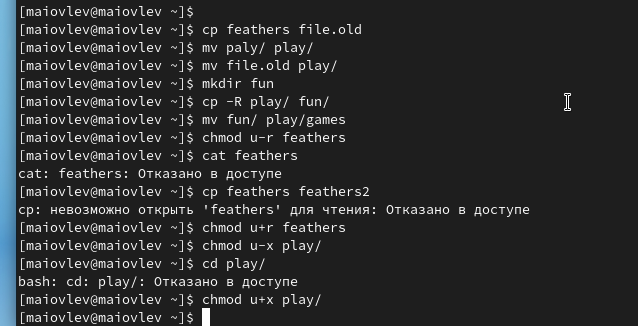 [maiovlev@maiovlev ~]$
[maiovlev@maiovlev ~]$ cp feathers file.old
[maiovlev@maiovlev ~]$ mv paly/ play/
[maiovlev@maiovlev ~]$ mv file.old play/
[maiovlev@maiovlev ~]$ mkdir fun
[maiovlev@maiovlev ~]$ cp -R play/ fun/
[maiovlev@maiovlev ~]$ mv fun/ play/games
[maiovlev@maiovlev ~]$ chmod u-r feathers
[maiovlev@maiovlev ~]$ cat feathers
cat: feathers: Отказано в доступе
[maiovlev@maiovlev ~]$ cp feathers feathers2
cp: невозможно открыть 'feathers' для чтения: Отказано в доступе
[maiovlev@maiovlev ~]$ chmod u+r feathers
[maiovlev@maiovlev ~]$ chmod u-x play/
[maiovlev@maiovlev ~]$ cd play/
bash: cd: play/: Отказано в доступе
[maiovlev@maiovlev ~]$ chmod u+x play/
[maiovlev@maiovlev ~]$